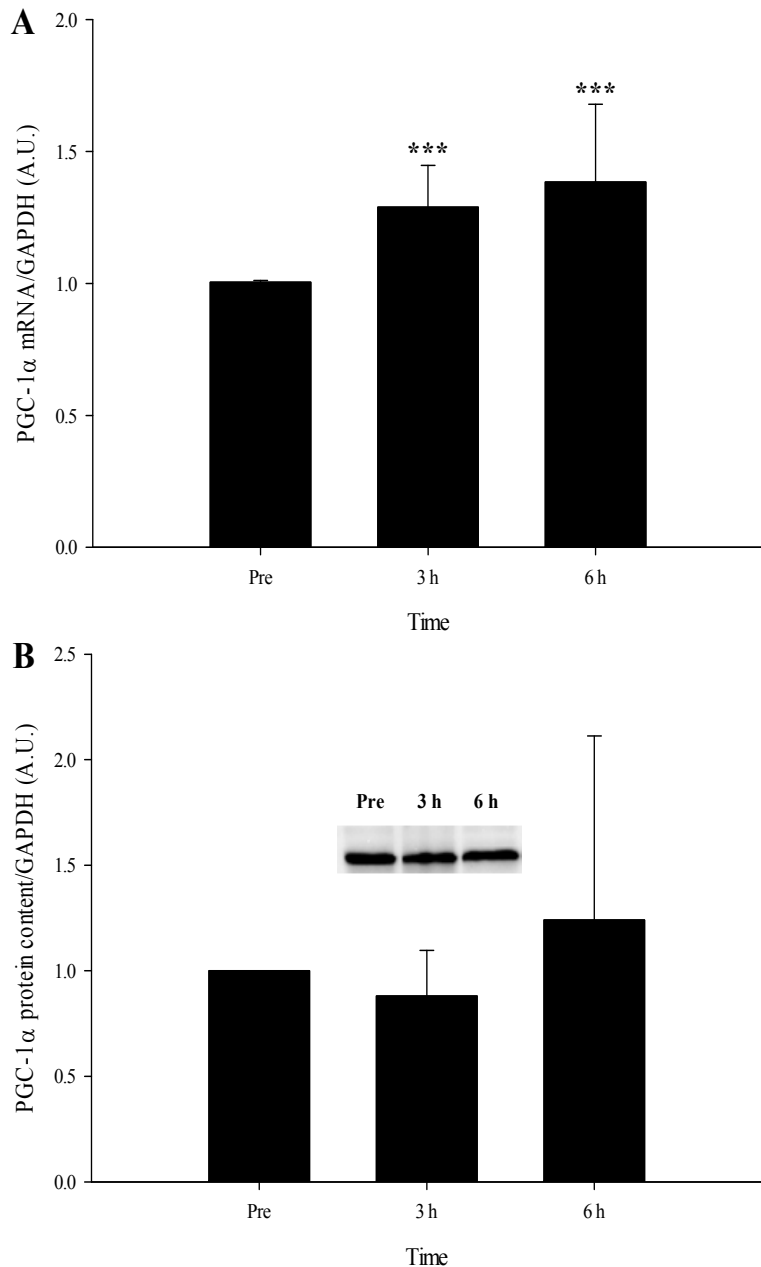 A
PGC-1α mRNA/GAPDH (A.U.)
2.0
1.5
1.0
0.5
0.0
***
***
Pre
3 h
6 h
Time
B
PGC-1α protein content/GAPDH (A.U.)
2.5
2.0
1.5
1.0
0.5
0.0
Pre 3 h 6 h
Pre
3 h
6 h
Time